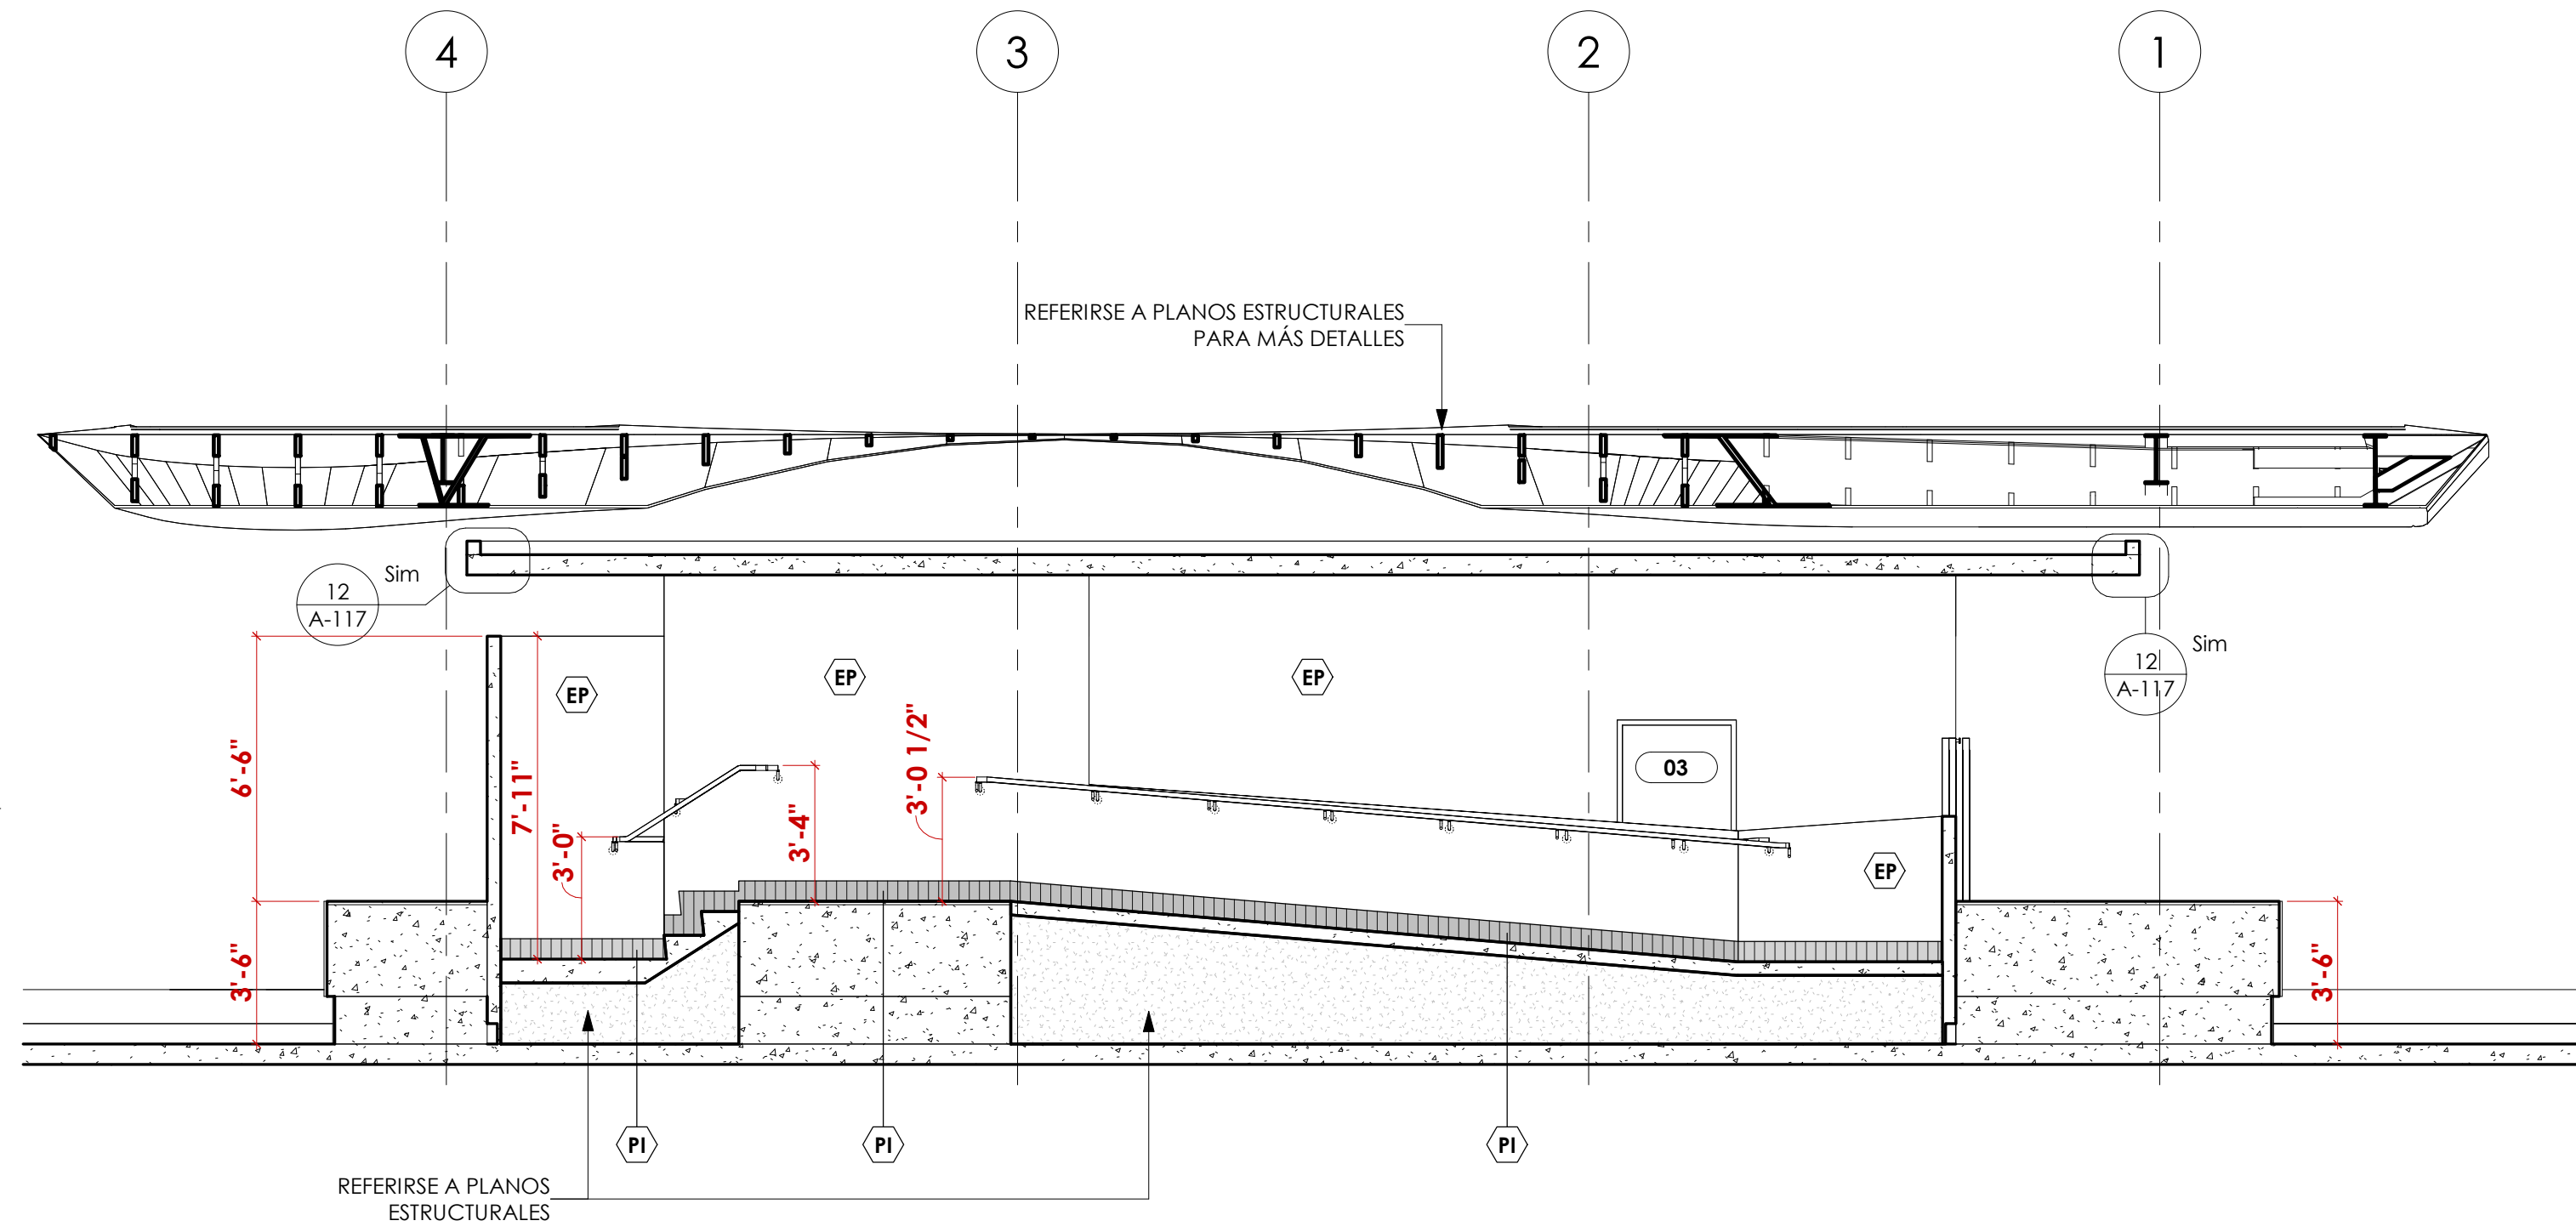 4
3
2
1
REFERIRSE A PLANOS ESTRUCTURALES
PARA MÁS DETALLES
12
A-117
Sim
12
A-117
Sim
EP
EP
EP
EP
03
6'-6"
7'-11"
3'-0"
3'-4"
3'-0 1/2"
3'-6"
3'-6"
PI
PI
PI
REFERIRSE A PLANOS
ESTRUCTURALES